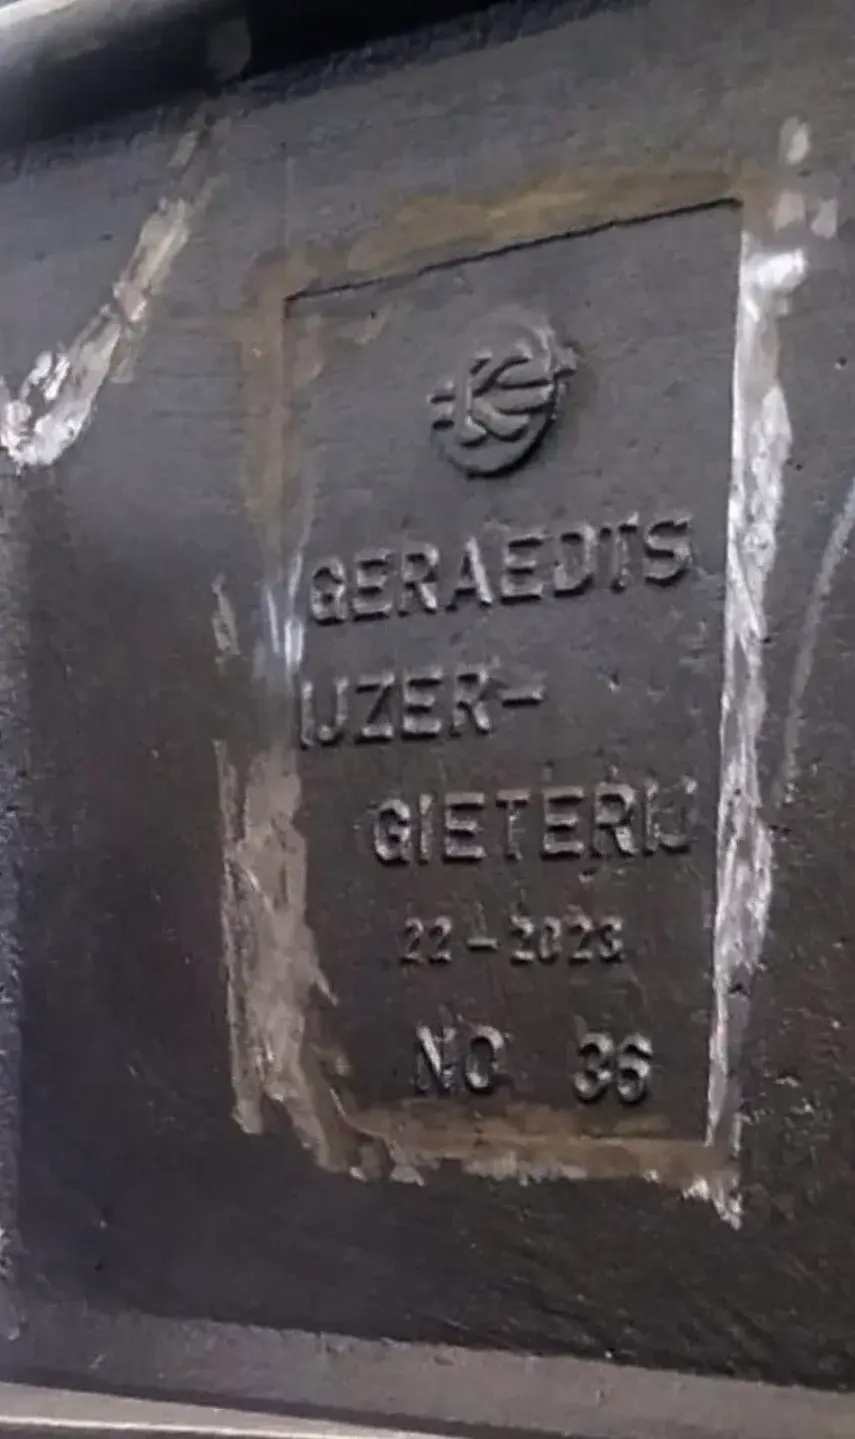 GERAEDTS
IJZER-
GIETERIJ
22-2023
NO 36